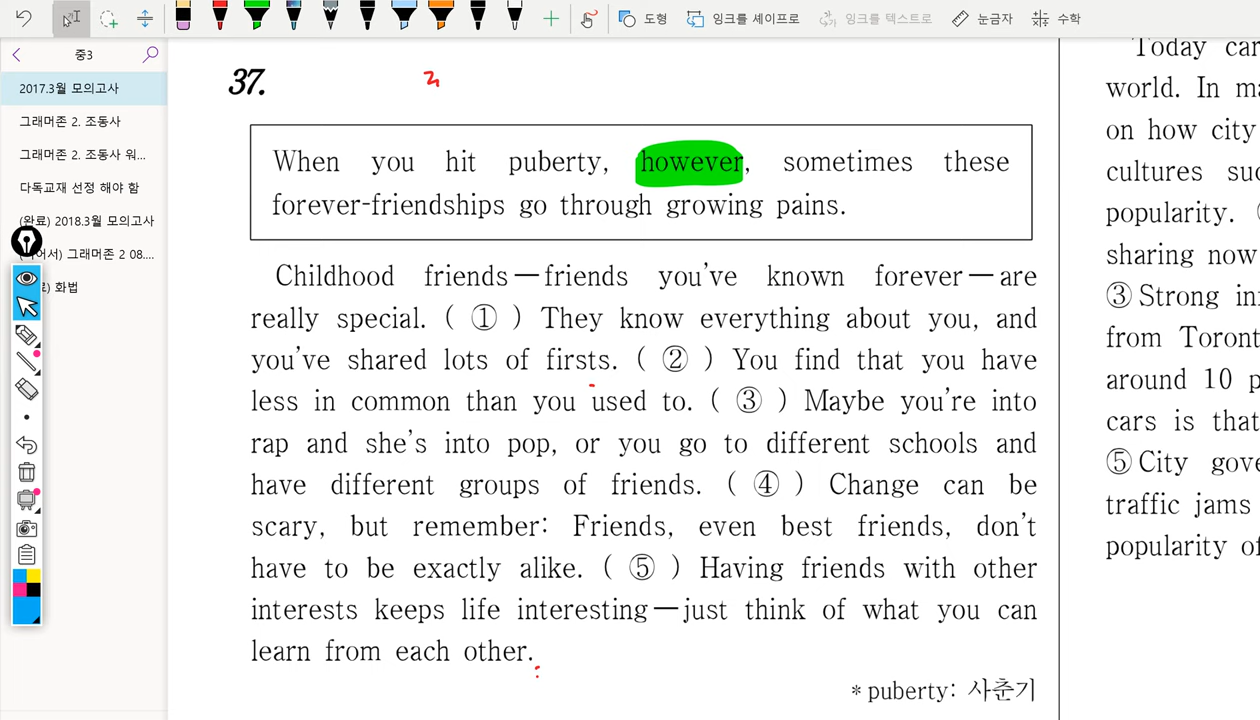 도형
잉크를 셰이프로
잉크를 텍스트로
눈금자
수학
중3
2017.3월 모의고사
그래머존 2. 조동사
그래머존 2. 조동사 워...
다독교재 선정 해야 함
(완료) 2018.3월 모의고사
그래머존 2 08....
화법
37.
When you hit puberty, however, sometimes these
forever-friendships go through growing pains.
Childhood friends—friends you've known forever—are
really special. ( ① ) They know everything about you, and
you've shared lots of firsts. ( ② ) You find that you have
less in common than you used to. ( ③ ) Maybe you're into
rap and she's into pop, or you go to different schools and
have different groups of friends. ( ④ ) Change can be
scary, but remember: Friends, even best friends, don't
have to be exactly alike. ( ⑤ ) Having friends with other
interests keeps life interesting—just think of what you can
learn from each other.
* puberty: 사춘기
Today
world. In
on how city
cultures
popularity.
sharing now
③ Strong
from
around 10
cars is that
⑤ City
traffic jams
popularity